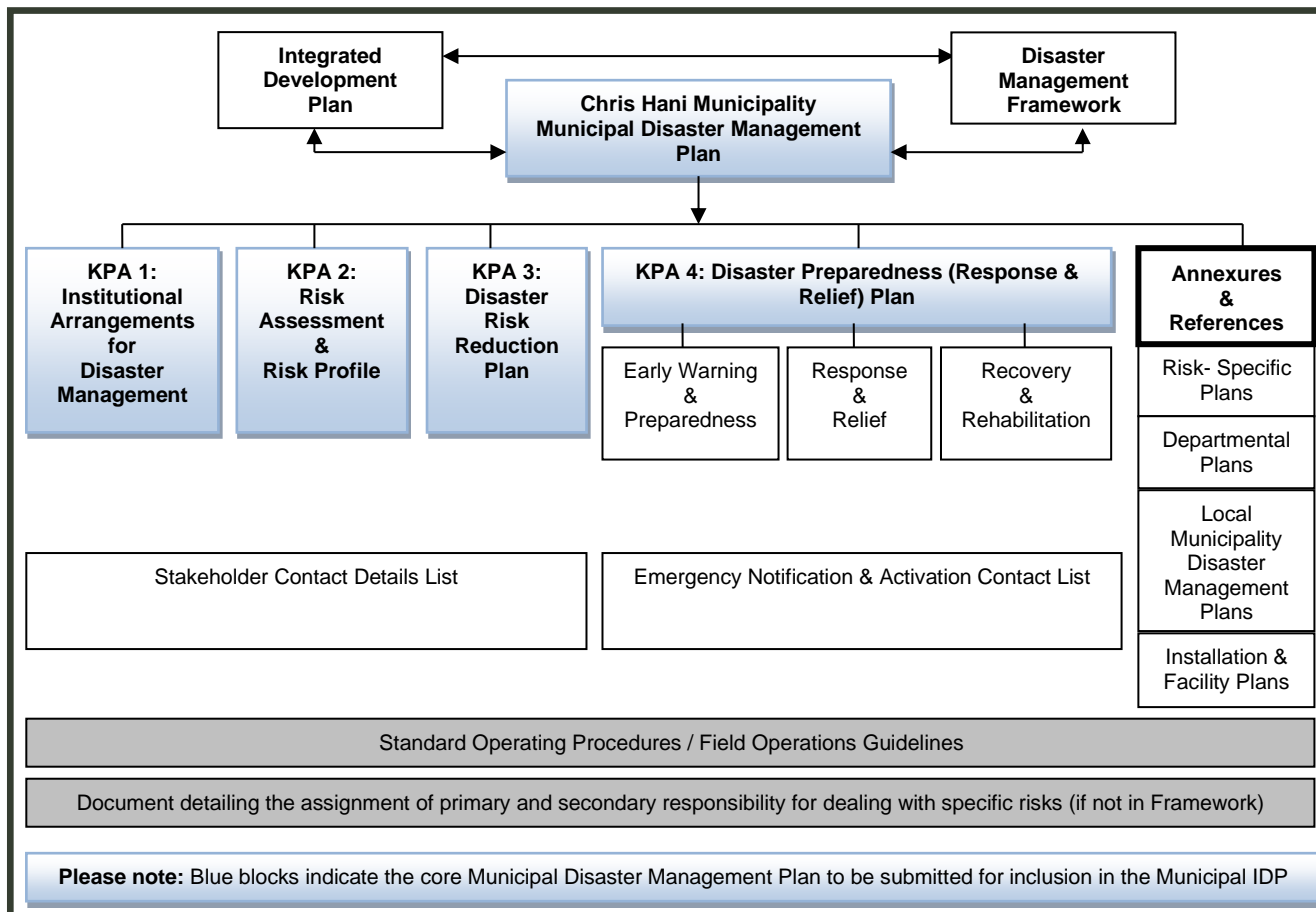 Integrated
Development
Plan
Disaster
Management
Framework
Chris Hani Municipality
Municipal Disaster Management
Plan
KPA 1:
Institutional
Arrangements
for
Disaster
Management
KPA 2:
Risk
Assessment
&
Risk Profile
KPA 3:
Disaster
Risk
Reduction
Plan
KPA 4: Disaster Preparedness (Response &
Relief) Plan
Early Warning
&
Preparedness
Response
&
Relief
Recovery
&
Rehabilitation
Annexures
&
References
Risk- Specific
Plans
Departmental
Plans
Local
Municipality
Disaster
Management
Plans
Installation &
Facility Plans
Stakeholder Contact Details List
Emergency Notification & Activation Contact List
Standard Operating Procedures / Field Operations Guidelines
Document detailing the assignment of primary and secondary responsibility for dealing with specific risks (if not in Framework)
Please note: Blue blocks indicate the core Municipal Disaster Management Plan to be submitted for inclusion in the Municipal IDP